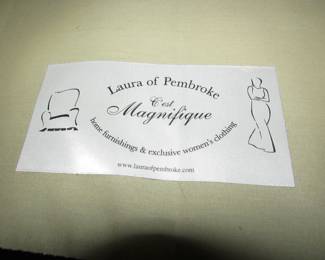 Laura of Pembroke
C'est
Magnifique
home furnishings & exclusive women's clothing
www.lauraofpembroke.com